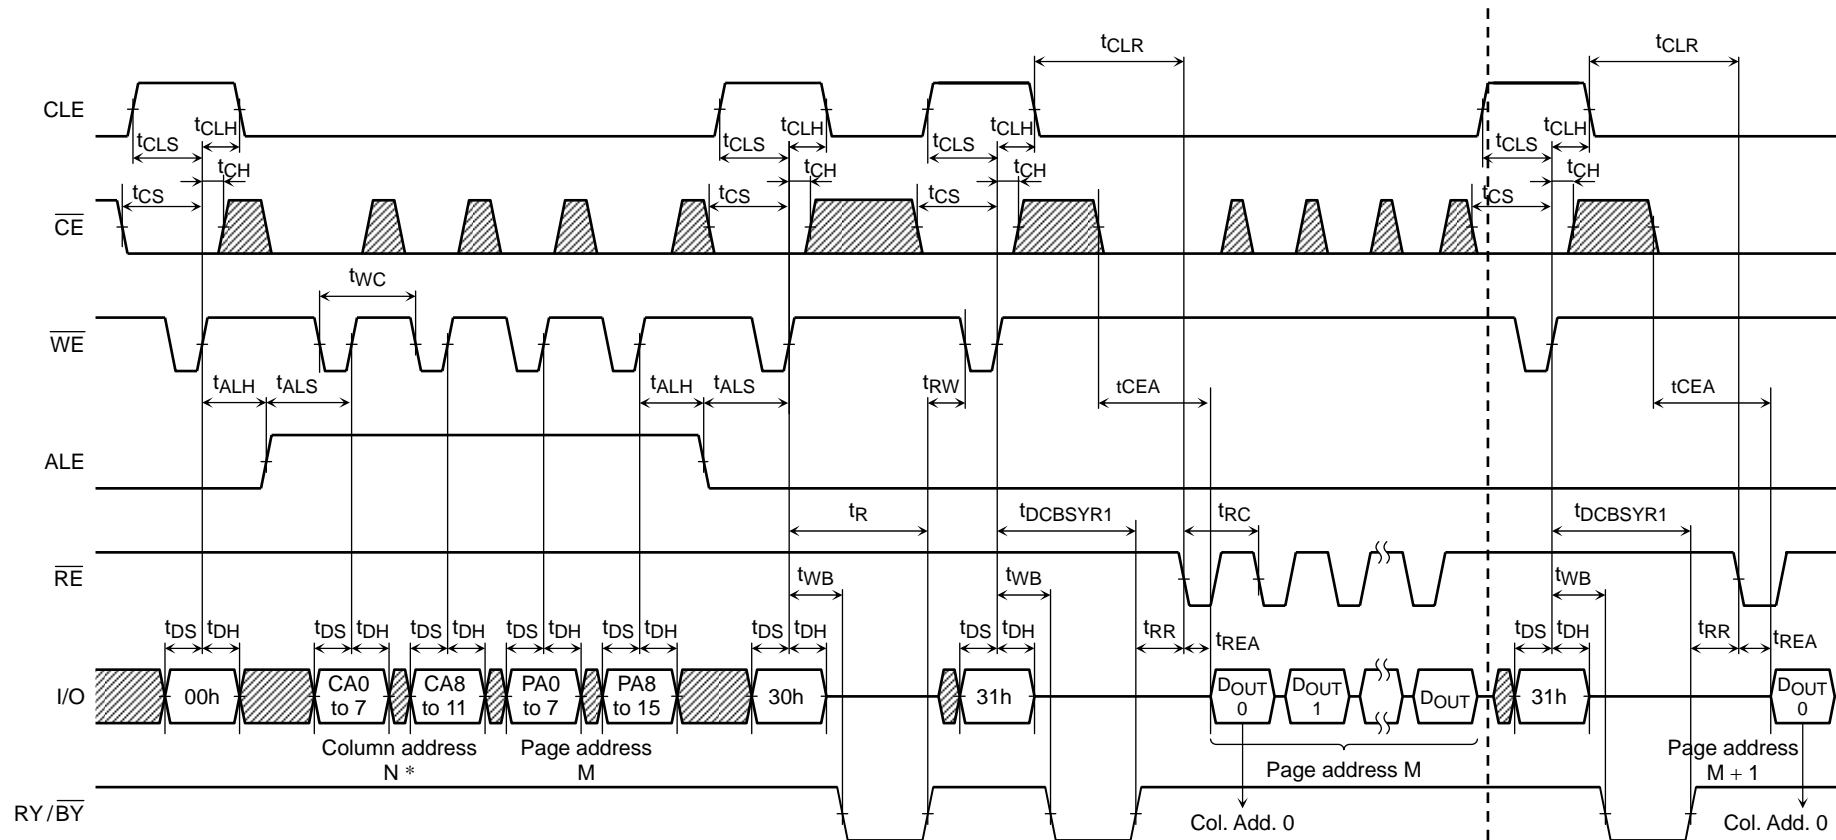 tCLR tCLR
CLE
tCLS tCLH tCLS tCLH tCLS tCLH tCLS tCLH
tCS tCH tCS tCH tCS tCH tCS tCH
CE
tWC
WE
tALH tALS tALH tALS tRW tCEA tCEA
ALE
tR tDCBSYR1 tRC tDCBSYR1
RE
tWB tWB tWB
tDS tDH tDS tDH tDS tDH tDS tDH tDS tDH tDS tDH tDS tDH tRR tREA tDS tDH tRR tREA
I/O
00h
CA0
to 7
CA8
to 11
PA0
to 7
PA8
to 15
30h
31h
DOUT
0
DOUT
1
DOUT
31h
DOUT
0
Column address
N *
Page address
M
Page address M
Page address
M + 1
RY/BY
Col. Add. 0
Col. Add. 0